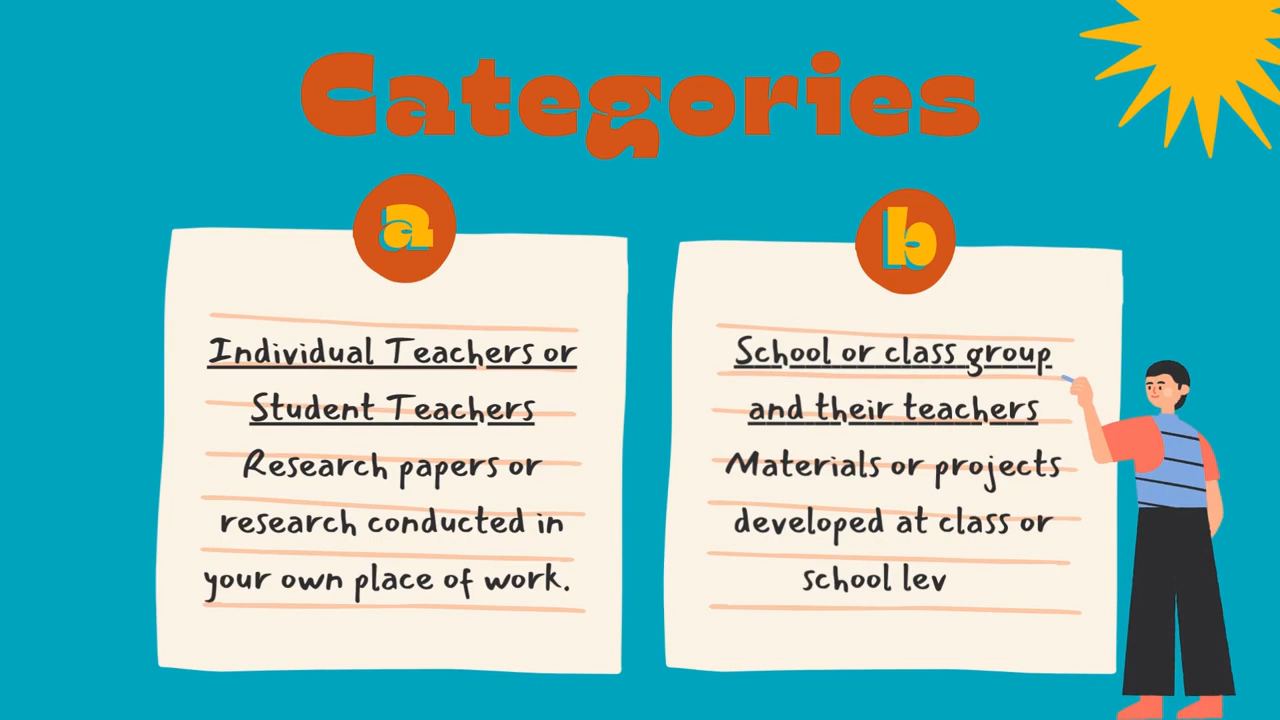 Categories
a
Individual Teachers or
Student Teachers
Research papers or
research conducted in
your own place of work.
b
School or class group
and their teachers
Materials or projects
developed at class or
school lev